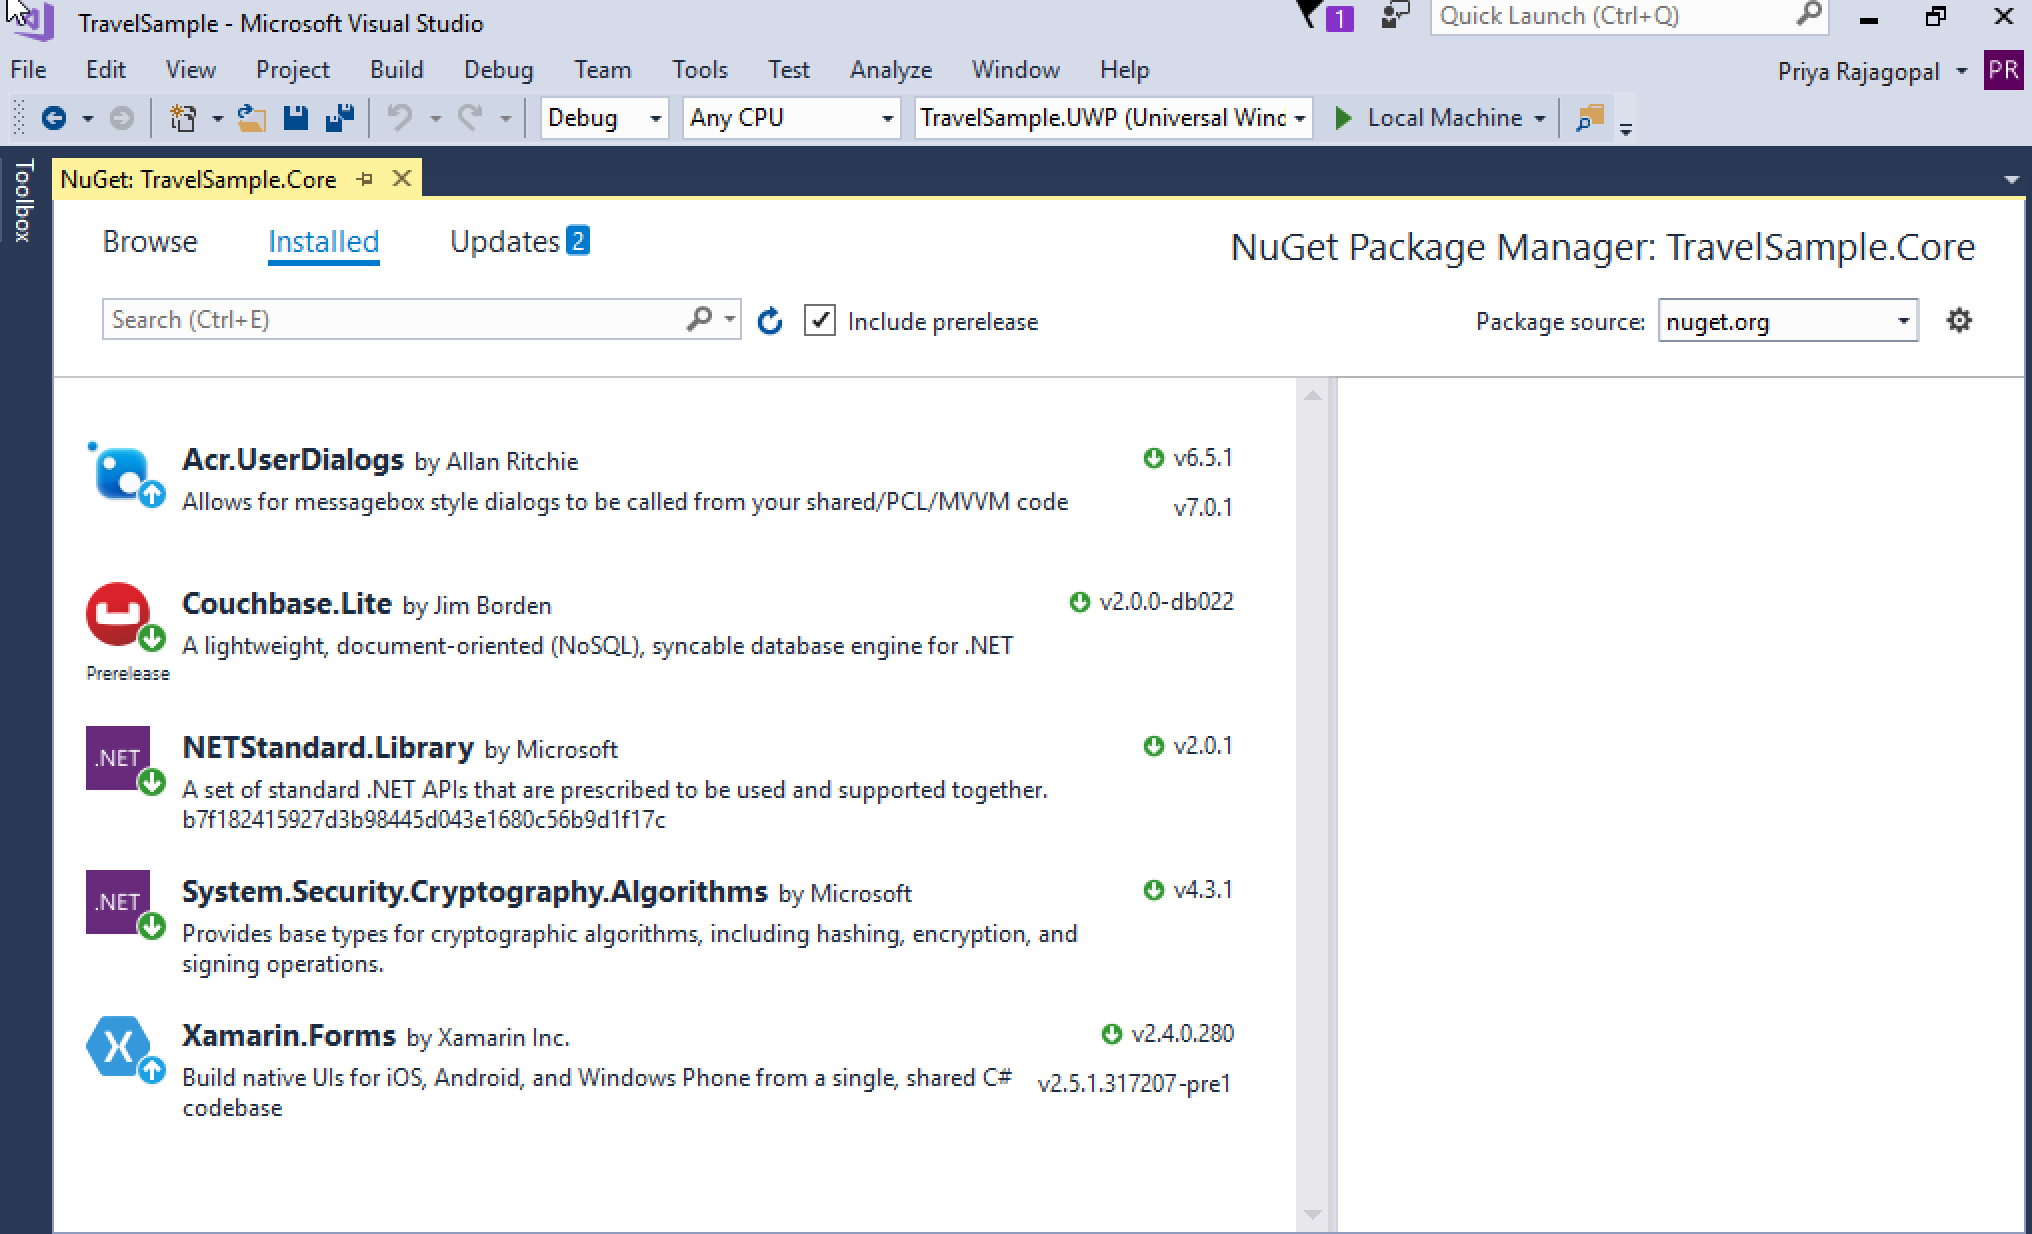 TravelSample - Microsoft Visual Studio
1
Quick Launch (Ctrl+Q)
File Edit View Project Build Debug Team Tools Test Analyze Window Help
Priya Rajagopal PR
Debug Any CPU TravelSample.UWP (Universal Winc Local Machine
Toolbox
NuGet: TravelSample.Core
Browse Installed Updates 2
NuGet Package Manager: TravelSample.Core
Search (Ctrl+E) Include prerelease
Package source: nuget.org
Acr.UserDialogs by Allan Ritchie v6.5.1
Allows for messagebox style dialogs to be called from your shared/PCL/MVVM code v7.0.1
Couchbase.Lite by Jim Borden v2.0.0-db022
A lightweight, document-oriented (NoSQL), syncable database engine for .NET
Prerelease
.NET
NETStandard.Library by Microsoft v2.0.1
A set of standard .NET APIs that are prescribed to be used and supported together.
b7f182415927d3b98445d043e1680c56b9d1f17c
.NET
System.Security.Cryptography.Algorithms by Microsoft v4.3.1
Provides base types for cryptographic algorithms, including hashing, encryption, and
signing operations.
Xamarin.Forms by Xamarin Inc. v2.4.0.280
Build native UIs for iOS, Android, and Windows Phone from a single, shared C# v2.5.1.317207-pre1
codebase